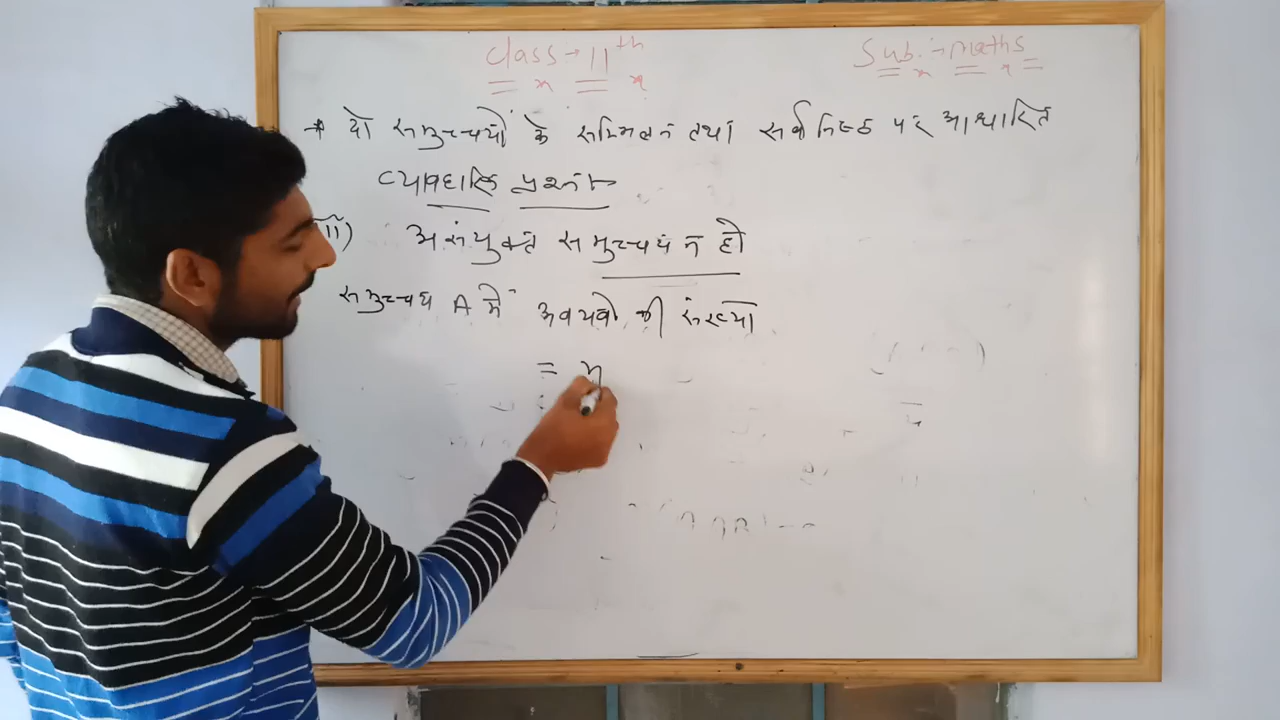 Class → 11th
Sub. :- maths
* दो समुच्चयों के सम्मिलन तथा सर्वनिष्ठ पर आधारित
व्यावहारिक प्रश्न :-
असंयुक्त समुच्चय न हो
समुच्चय A में अवयवो की संख्या
= n